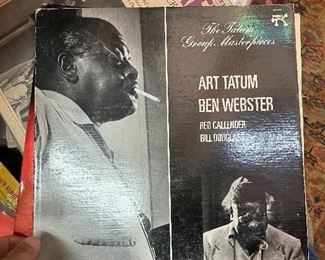 The Tatum
Group Masterpieces
ART TATUM
BEN WEBSTER
RED CALLENDER
BILL DOUGLASS